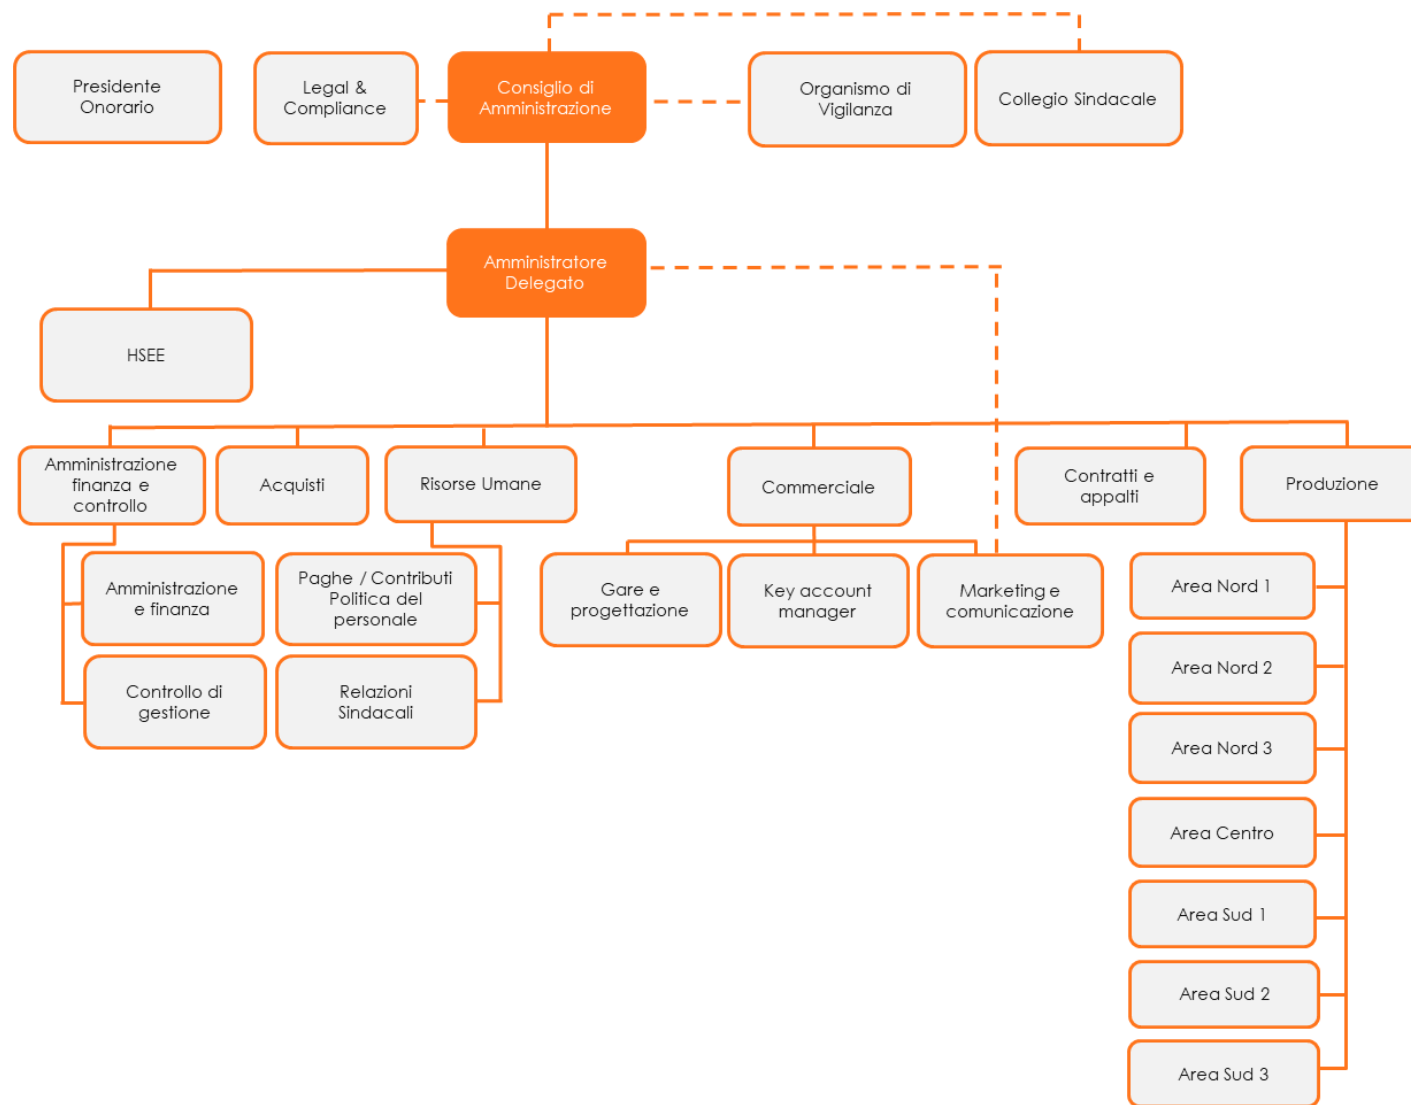 Presidente
Onorario
Legal &
Compliance
Consiglio di
Amministrazione
Organismo di
Vigilanza
Collegio Sindacale
Amministratore
Delegato
HSEE
Amministrazione
finanza e
controllo
Acquisti
Risorse Umane
Commerciale
Contratti e
appalti
Produzione
Amministrazione
e finanza
Controllo di
gestione
Paghe / Contributi
Politica del
personale
Relazioni
Sindacali
Gare e
progettazione
Key account
manager
Marketing e
comunicazione
Area Nord 1
Area Nord 2
Area Nord 3
Area Centro
Area Sud 1
Area Sud 2
Area Sud 3